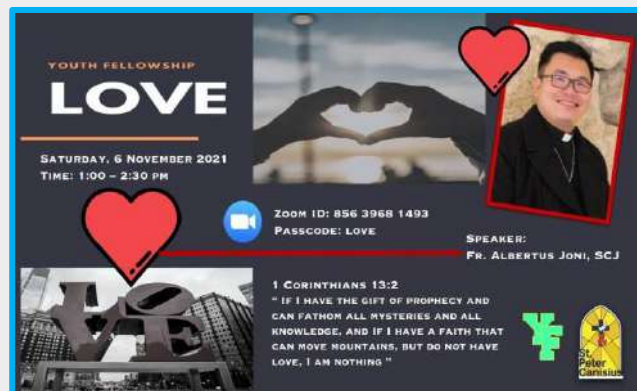 YOUTH FELLOWSHIP
LOVE
SATURDAY, 6 NOVEMBER 2021
TIME: 1:00 – 2:30 PM
ZOOM ID: 856 3968 1493
PASSCODE: LOVE
SPEAKER:
FR. ALBERTUS JONI, SCJ
LOVE
1 CORINTHIANS 13:2
“ IF I HAVE THE GIFT OF PROPHECY AND
CAN FATHOM ALL MYSTERIES AND ALL
KNOWLEDGE, AND IF I HAVE A FAITH THAT
CAN MOVE MOUNTAINS, BUT DO NOT HAVE
LOVE, I AM NOTHING ”
YF
St.
Peter
Canisius